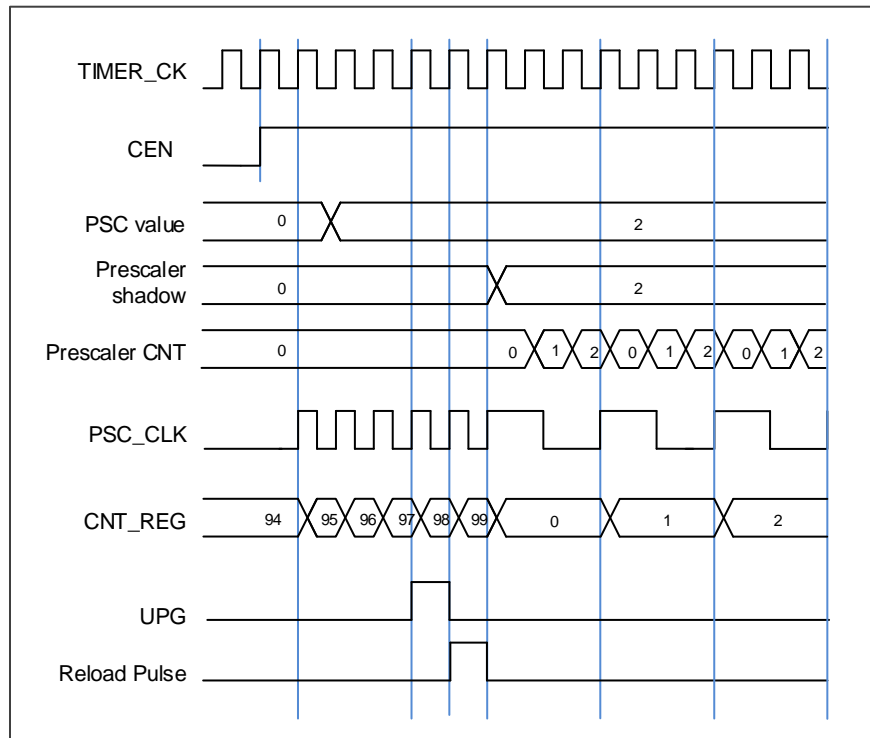 TIMER_CK
CEN
PSC value 0 2
Prescaler
shadow 0 2
Prescaler CNT 0 0 1 2 0 1 2 0 1 2
PSC_CLK
CNT_REG 94 95 96 97 98 99 0 1 2
UPG
Reload Pulse